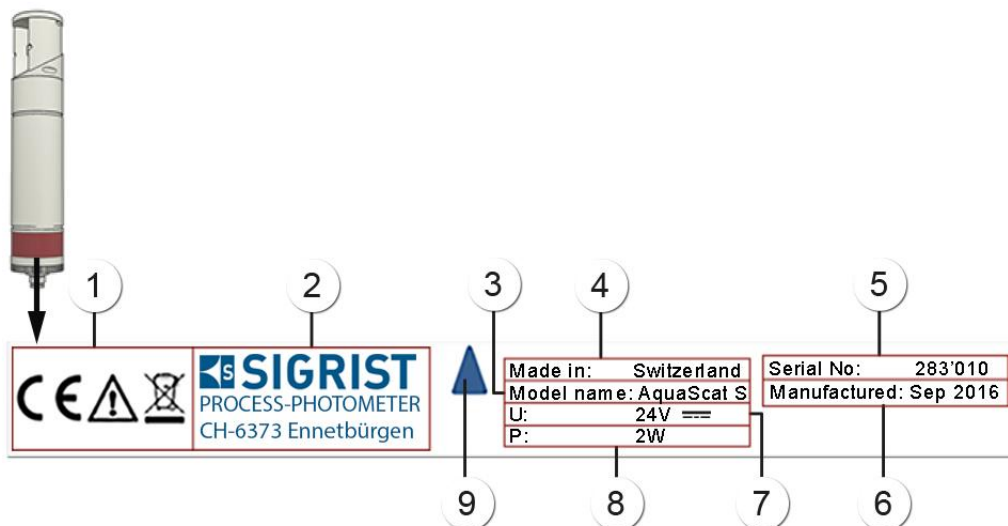 1
2
3
4
5
CE
SIGRIST
PROCESS-PHOTOMETER
CH-6373 Ennetbürgen
Made in: Switzerland
Model name: AquaScat S
U: 24V
P: 2W
Serial No: 283'010
Manufactured: Sep 2016
9
8
7
6